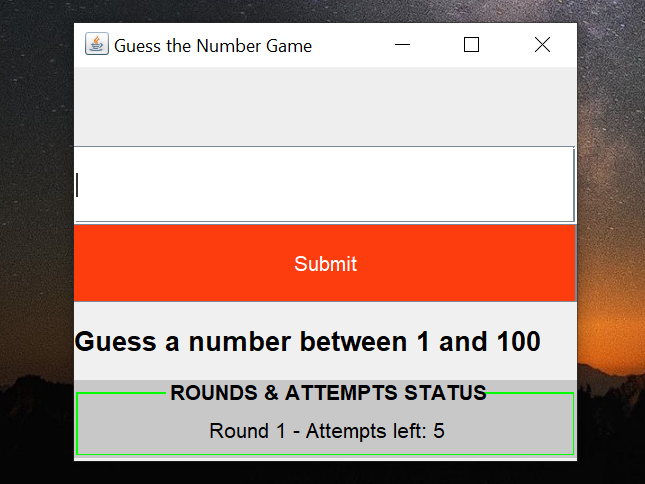 Guess the Number Game
Submit
Guess a number between 1 and 100
ROUNDS & ATTEMPTS STATUS
Round 1 - Attempts left: 5